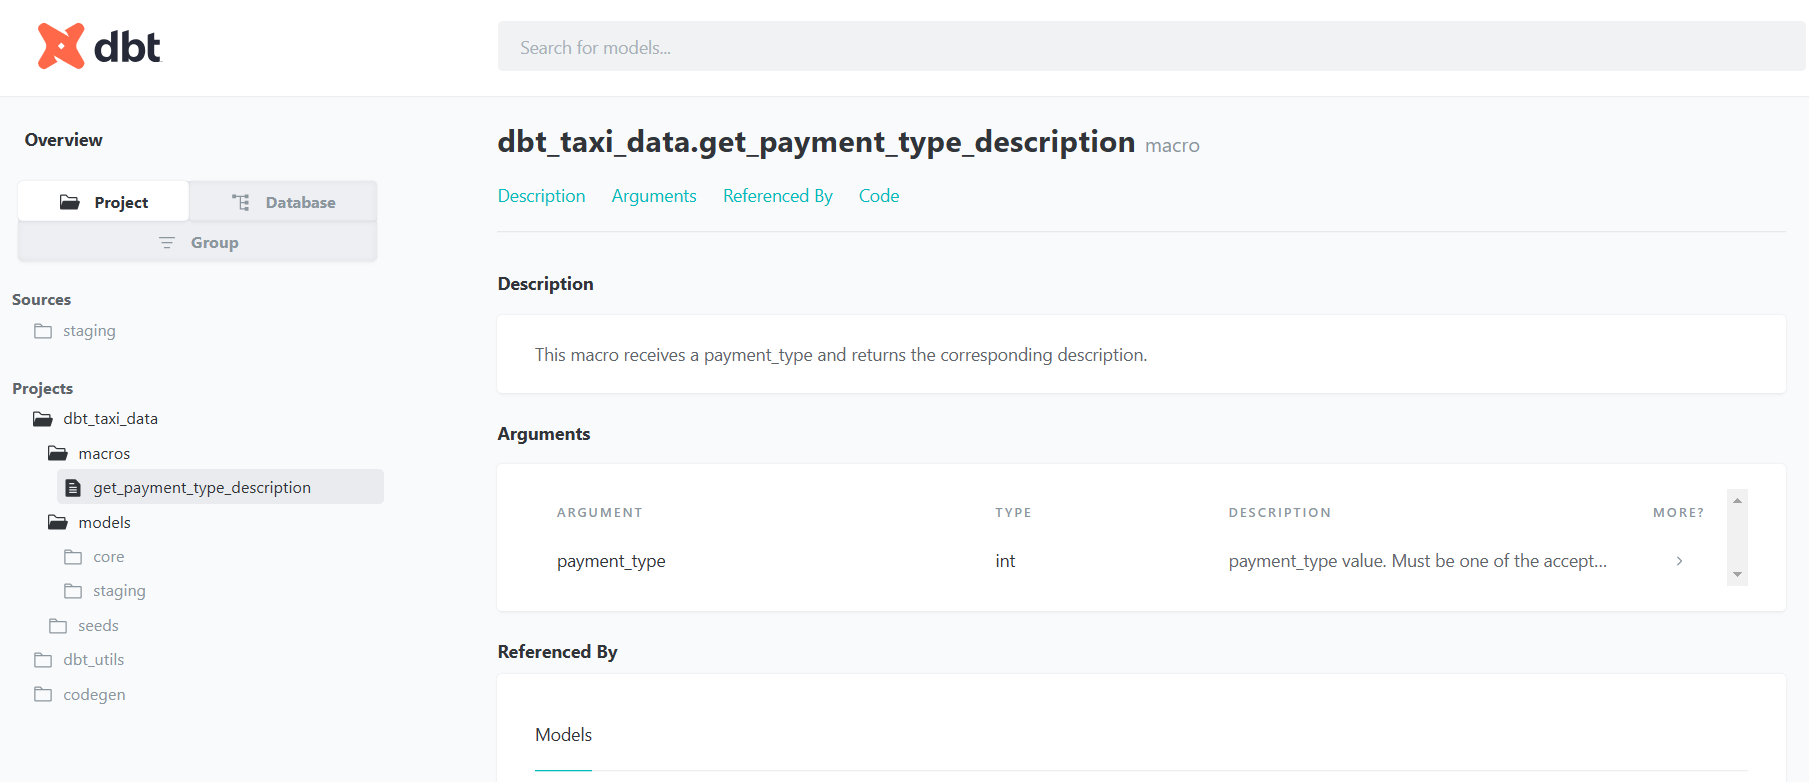 dbt
Search for models...
Overview
Project
Database
Group
Sources
staging
Projects
dbt_taxi_data
macros
get_payment_type_description
models
core
staging
seeds
dbt_utils
codegen
dbt_taxi_data.get_payment_type_description macro
Description Arguments Referenced By Code
Description
This macro receives a payment_type and returns the corresponding description.
Arguments
ARGUMENT TYPE DESCRIPTION MORE?
payment_type int payment_type value. Must be one of the accept...
Referenced By
Models